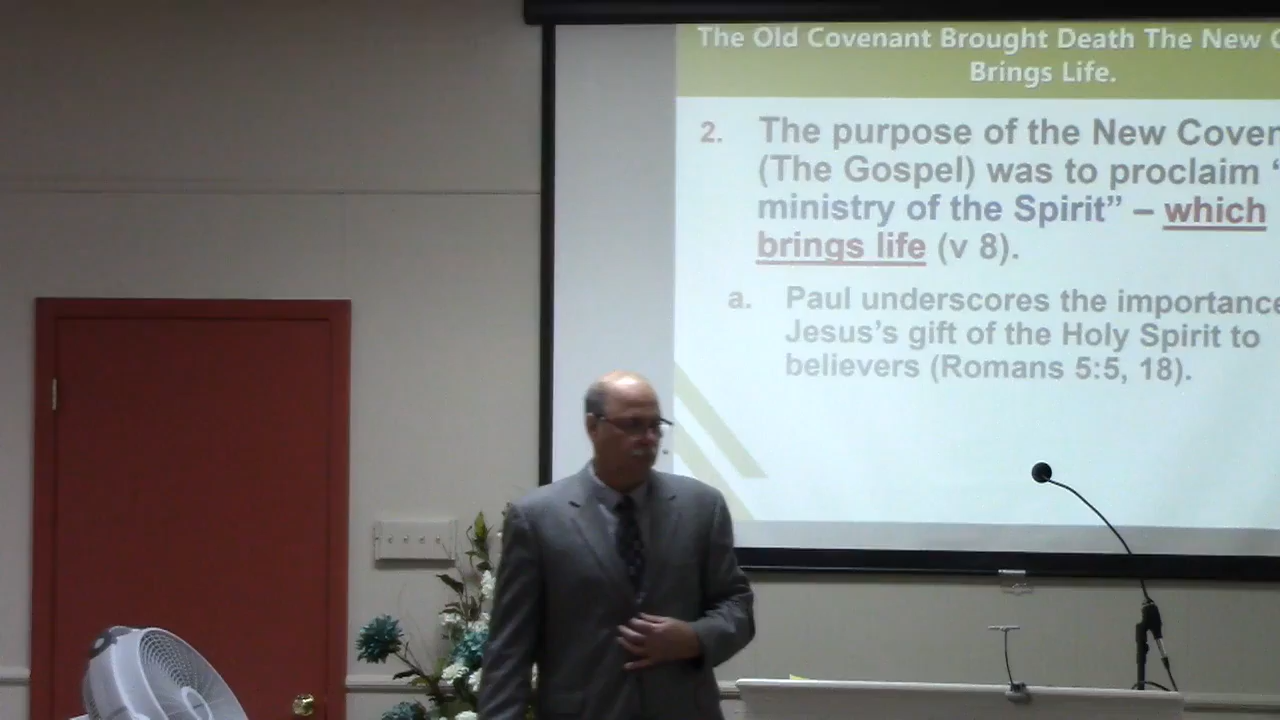 The Old Covenant Brought Death The New
Brings Life.
2. The purpose of the New Coven
(The Gospel) was to proclaim “
ministry of the Spirit” – which
brings life (v 8).
a. Paul underscores the importance
Jesus's gift of the Holy Spirit to
believers (Romans 5:5, 18).